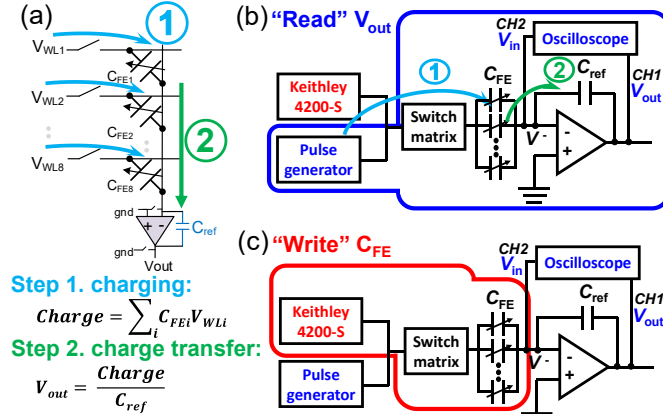 (a)
1
V_WL1
C_FE1
V_WL2
2
C_FE2
V_WL8
C_FE8
gnd
+ -
C_ref
gnd
Vout
Step 1. charging:
Charge = ∑_i C_FEi V_WLi
Step 2. charge transfer:
V_out = Charge / C_ref
(b) "Read" V_out
CH2
V_in
Oscilloscope
1
2
C_FE
C_ref
CH1
V_out
Keithley
4200-S
Switch
matrix
V -
-
+
Pulse
generator
(c) "Write" C_FE
CH2
V_in
Oscilloscope
C_FE
C_ref
CH1
V_out
Keithley
4200-S
Switch
matrix
V -
-
+
Pulse
generator